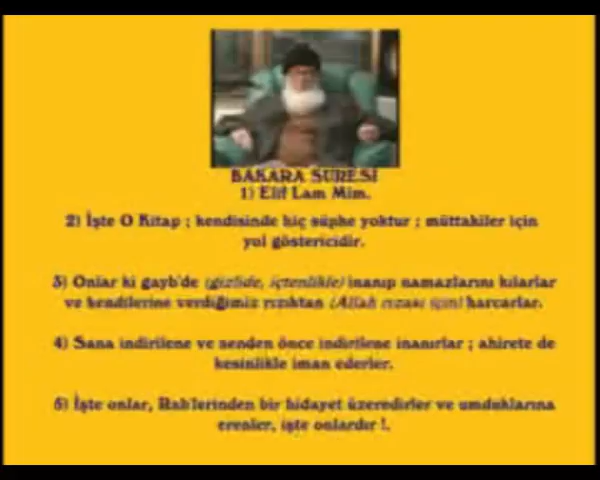 BAKARA SURESİ
1) Elif Lam Mim.
2) İşte O Kitap ; kendisinde hiç şüphe yoktur ; müttakiler için
yol göstericidir.
3) Onlar ki gayb'de (gizlide, içtenlikle) inanıp namazlarını kılarlar
ve kendilerine verdiğimiz rızıktan (Allah rızası için) harcarlar.
4) Sana indirilene ve senden önce indirilene inanırlar ; ahirete de
kesinlikle iman ederler.
5) İşte onlar, Rab'lerinden bir hidayet üzeredirler ve umduklarına
erenler, işte onlardır !.